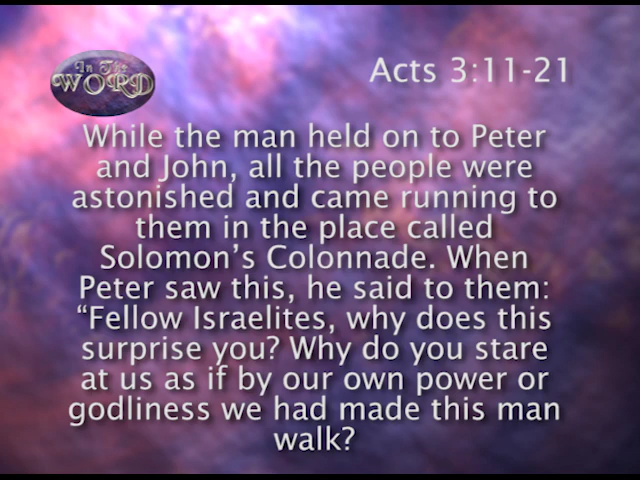 In The
WORD
Acts 3:11-21
While the man held on to Peter
and John, all the people were
astonished and came running to
them in the place called
Solomon’s Colonnade. When
Peter saw this, he said to them:
“Fellow Israelites, why does this
surprise you? Why do you stare
at us as if by our own power or
godliness we had made this man
walk?